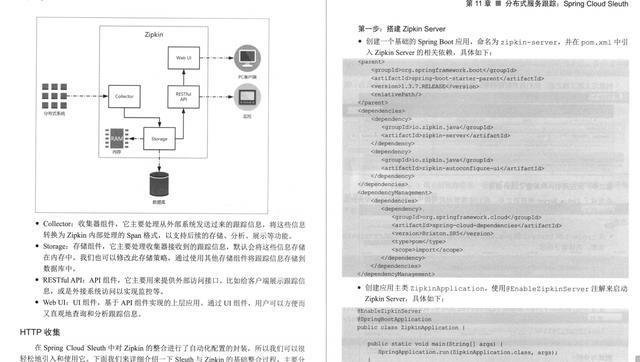 Zipkin
Web UI
PC客户端
分布式系统
Collector
RESTful
API
监控
RAM
内存
Storage
数据库
● Collector: 收集器组件，它主要处理从外部系统发送过来的跟踪信息，将这些信息
转换为 Zipkin 内部处理的 Span 格式，以支持后续的存储、分析、展示等功能。
● Storage: 存储组件，它主要处理收集器接收到的跟踪信息，默认会将这些信息存储
在内存中。我们也可以修改此存储策略，通过使用其他存储组件将跟踪信息存储到
数据库中。
● RESTful API: API 组件，它主要用来提供外部访问接口。比如给客户端展示跟踪信
息，或是外接系统访问以实现监控等。
● Web UI: UI 组件，基于 API 组件实现的上层应用。通过 UI 组件，用户可以方便而
又直观地查询和分析跟踪信息。
HTTP 收集
在 Spring Cloud Sleuth 中对 Zipkin 的整合进行了自动化配置的封装，所以我们可以很
轻松地引入和使用它。下面我们来详细介绍一下 Sleuth 与 Zipkin 的基础整合过程，主要分
第 11 章 ■ 分布式服务跟踪: Spring Cloud Sleuth
第一步: 搭建 Zipkin Server
● 创建一个基础的 Spring Boot 应用，命名为 zipkin-server，并在 pom.xml 中引
入 Zipkin Server 的相关依赖，具体如下:
<parent>
<groupId>org.springframework.boot</groupId>
<artifactId>spring-boot-starter-parent</artifactId>
<version>1.3.7.RELEASE</version>
<relativePath/>
</parent>
<dependencies>
<dependency>
<groupId>io.zipkin.java</groupId>
<artifactId>zipkin-server</artifactId>
</dependency>
<dependency>
<groupId>io.zipkin.java</groupId>
<artifactId>zipkin-autoconfigure-ui</artifactId>
</dependency>
</dependencies>
<dependencyManagement>
<dependencies>
<dependency>
<groupId>org.springframework.cloud</groupId>
<artifactId>spring-cloud-dependencies</artifactId>
<version>Brixton.SR5</version>
<type>pom</type>
<scope>import</scope>
</dependency>
</dependencies>
</dependencyManagement>
● 创建应用主类 ZipkinApplication，使用@EnableZipkinServer 注解来启动
Zipkin Server，具体如下:
@EnableZipkinServer
@SpringBootApplication
public class ZipkinApplication {
public static void main(String[] args) {
SpringApplication.run(ZipkinApplication.class, args);